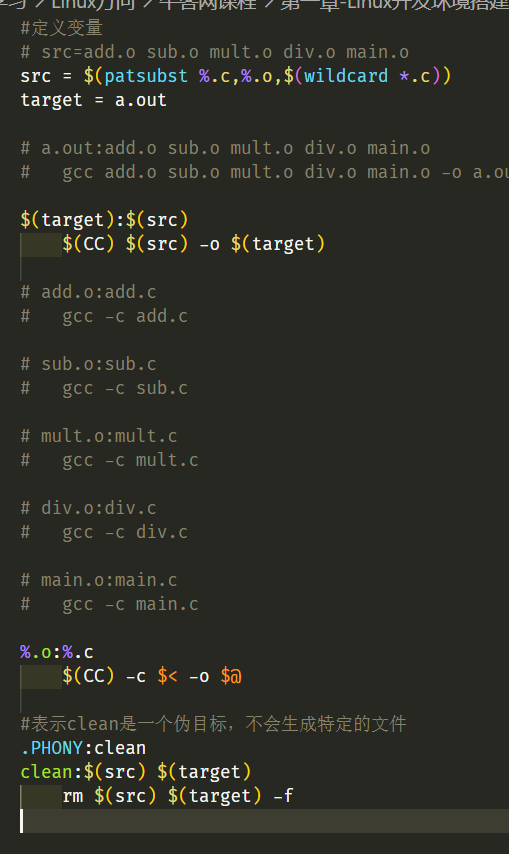 学习 > Linux方向 > 牛客网课程 > 第一章-Linux开发环境搭建
#定义变量
# src=add.o sub.o mult.o div.o main.o
src = $(patsubst %.c,%.o,$(wildcard *.c))
target = a.out
# a.out:add.o sub.o mult.o div.o main.o
#   gcc add.o sub.o mult.o div.o main.o -o a.ou
$(target):$(src)
    $(CC) $(src) -o $(target)
# add.o:add.c
#   gcc -c add.c
# sub.o:sub.c
#   gcc -c sub.c
# mult.o:mult.c
#   gcc -c mult.c
# div.o:div.c
#   gcc -c div.c
# main.o:main.c
#   gcc -c main.c
%.o:%.c
    $(CC) -c $< -o $@
#表示clean是一个伪目标，不会生成特定的文件
.PHONY:clean
clean:$(src) $(target)
    rm $(src) $(target) -f